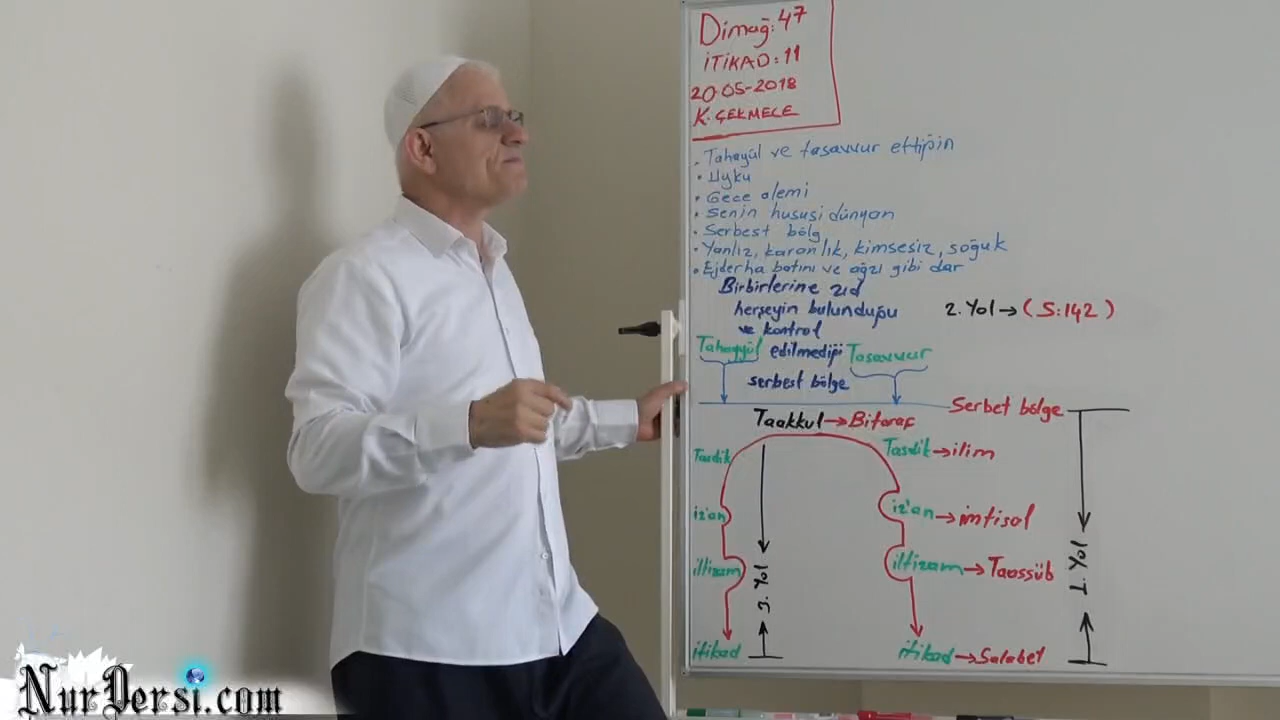 Dimağ: 47
İTİKAD: 11
20-05-2018
K. ÇEKMECE
. Tahayül ve tasavvur ettiğin
• Uyku
• Gece alemi
• Senin hususi dünyan
• Serbest bölg
• Yanlız, karanlık, kimsesiz, soğuk
• Ejderha batını ve ağzı gibi dar
Birbirlerine zıd
herşeyin bulunduğu
ve kontrol
edilmediği
serbest bölge
2. Yol → (S:142)
Tahayyül
Tasavvur
Serbet bölge
Taakkul → Bitaraf
Tasdik
Tasdik → ilim
iz'an
iz'an → imtisal
iltizam
iltizam → Taassüb
itikad
itikad → Salabet
3. Yol
1. Yol
NurDersi.com